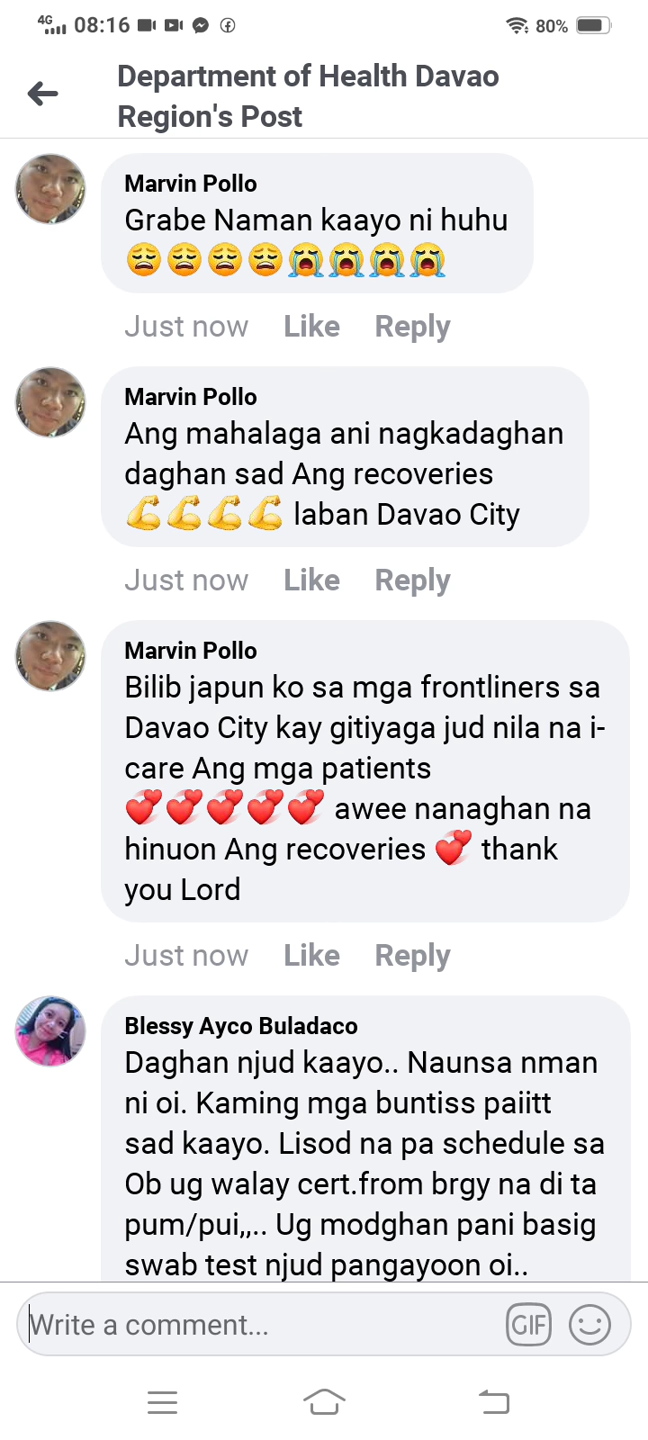 4G 08:16 80%
Department of Health Davao
Region's Post
Marvin Pollo
Grabe Naman kaayo ni huhu
😩😩😩😩😭😭😭😭
Just now Like Reply
Marvin Pollo
Ang mahalaga ani nagkadaghan
daghan sad Ang recoveries
💪💪💪💪 laban Davao City
Just now Like Reply
Marvin Pollo
Bilib japun ko sa mga frontliners sa
Davao City kay gitiyaga jud nila na i-
care Ang mga patients
💞💞💞💞💞 awee nanaghan na
hinuon Ang recoveries 💞 thank
you Lord
Just now Like Reply
Blessy Ayco Buladaco
Daghan njud kaayo.. Naunsa nman
ni oi. Kaming mga buntiss paiitt
sad kaayo. Lisod na pa schedule sa
Ob ug walay cert.from brgy na di ta
pum/pui,,.. Ug modghan pani basig
swab test njud pangayoon oi..
Write a comment...
GIF